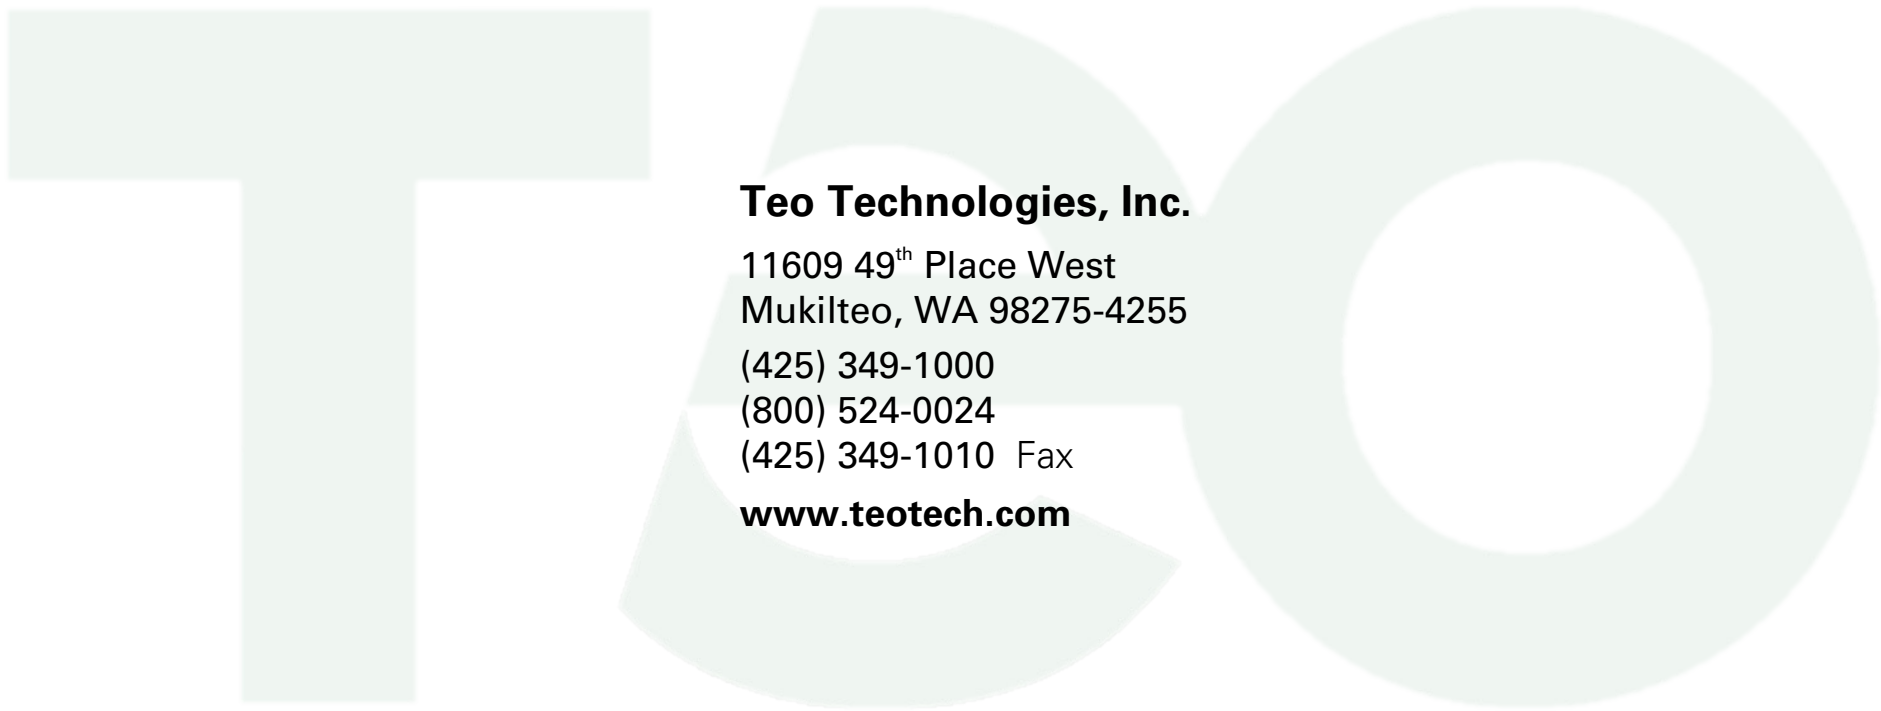 TEO
Teo Technologies, Inc.
11609 49th Place West
Mukilteo, WA 98275-4255
(425) 349-1000
(800) 524-0024
(425) 349-1010 Fax
www.teotech.com